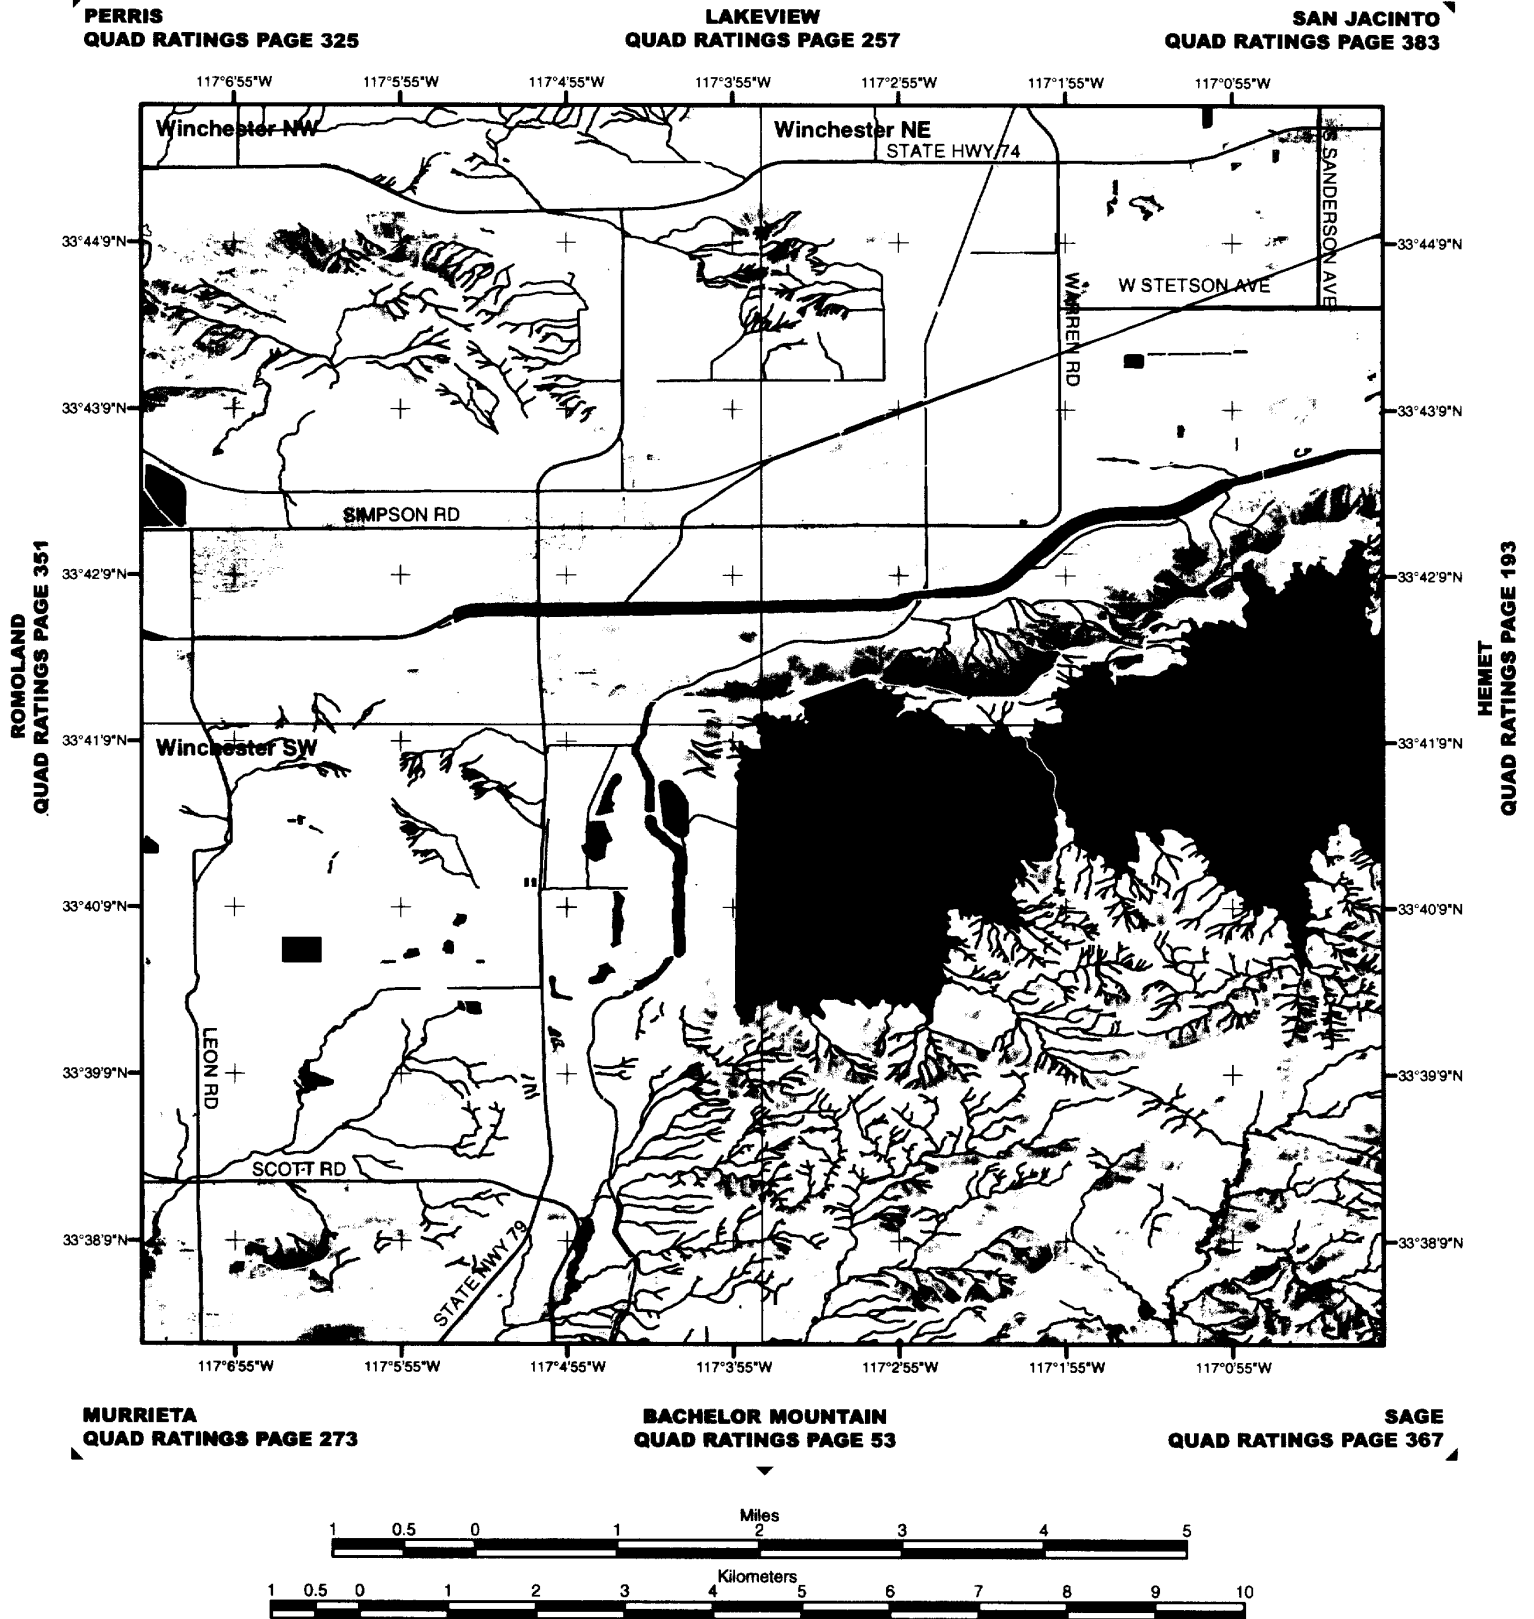 PERRIS
QUAD RATINGS PAGE 325
LAKEVIEW
QUAD RATINGS PAGE 257
SAN JACINTO
QUAD RATINGS PAGE 383
117°6'55"W 117°5'55"W 117°4'55"W 117°3'55"W 117°2'55"W 117°1'55"W 117°0'55"W
Winchester NW
Winchester NE
STATE HWY 74
S SANDERSON AVE
33°44'9"N
33°44'9"N
W STETSON AVE
WARREN RD
33°43'9"N
33°43'9"N
SIMPSON RD
33°42'9"N
33°42'9"N
ROMOLAND
QUAD RATINGS PAGE 351
HEMET
QUAD RATINGS PAGE 193
33°41'9"N
Winchester SW
33°41'9"N
33°40'9"N
33°40'9"N
LEON RD
33°39'9"N
33°39'9"N
SCOTT RD
33°38'9"N
STATE HWY 79
33°38'9"N
117°6'55"W 117°5'55"W 117°4'55"W 117°3'55"W 117°2'55"W 117°1'55"W 117°0'55"W
MURRIETA
QUAD RATINGS PAGE 273
BACHELOR MOUNTAIN
QUAD RATINGS PAGE 53
SAGE
QUAD RATINGS PAGE 367
Miles
1 0.5 0 1 2 3 4 5
Kilometers
1 0.5 0 1 2 3 4 5 6 7 8 9 10